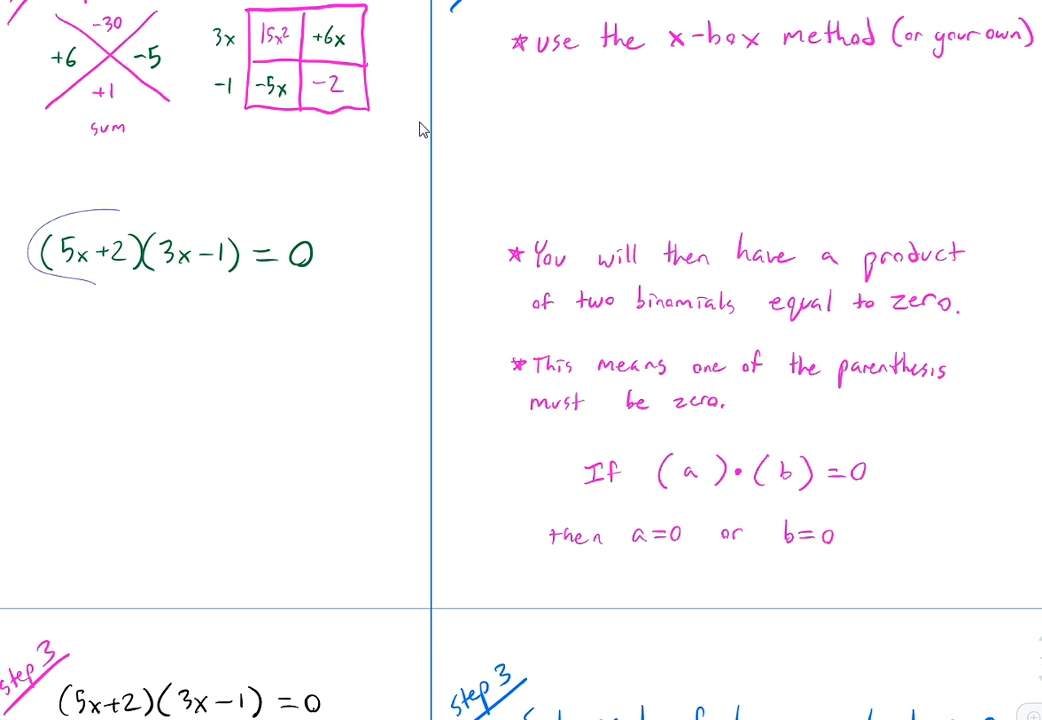 -30
+6 -5
+1
sum
15x² +6x
3x
-1 -5x -2
(5x+2)(3x-1) = 0
* use the x-box method (or your own)
* You will then have a product
of two binomials equal to zero.
* This means one of the parenthesis
must be zero.
If (a)·(b)=0
then a=0 or b=0
step 3
(5x+2)(3x-1) = 0
step 3